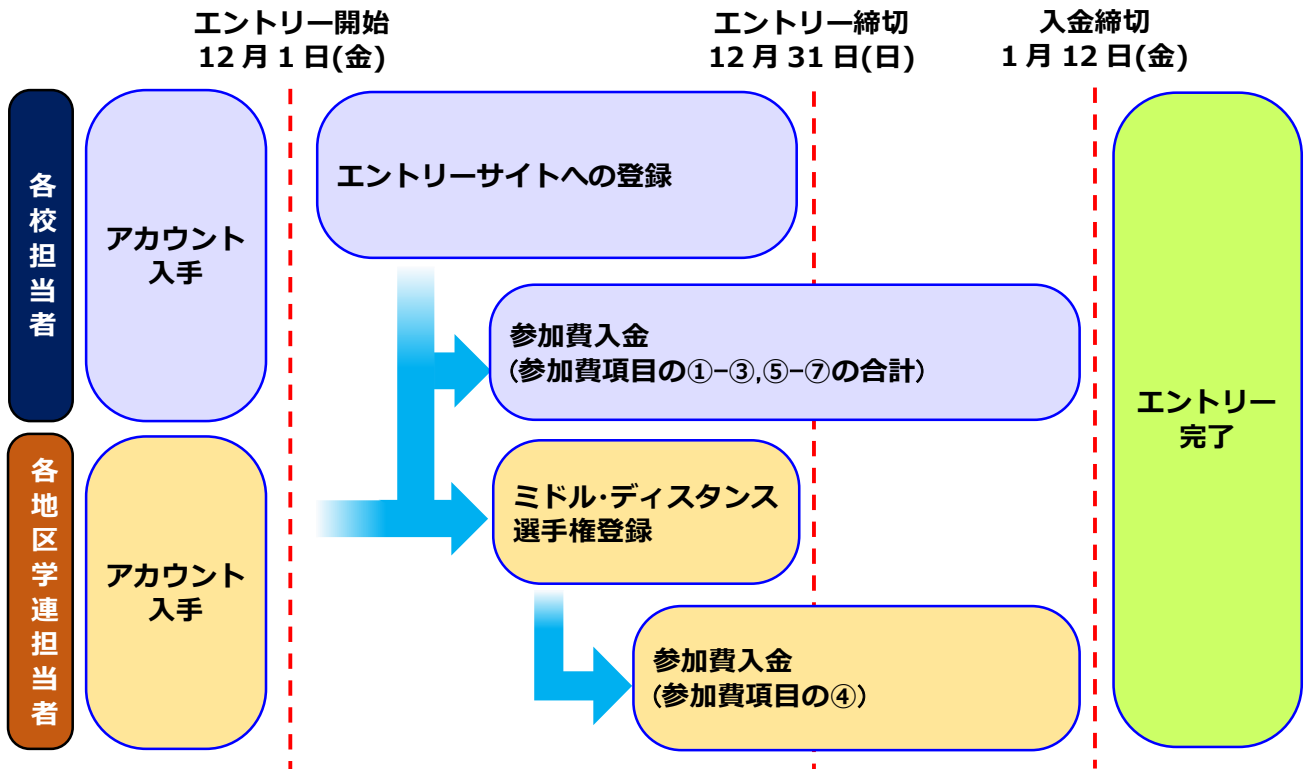 エントリー開始
12月1日(金)
エントリー締切
12月31日(日)
入金締切
1月12日(金)
各校担当者
アカウント
入手
エントリーサイトへの登録
参加費入金
(参加費項目の①−③,⑤−⑦の合計)
エントリー
完了
各地区学連担当者
アカウント
入手
ミドル・ディスタンス
選手権登録
参加費入金
(参加費項目の④)